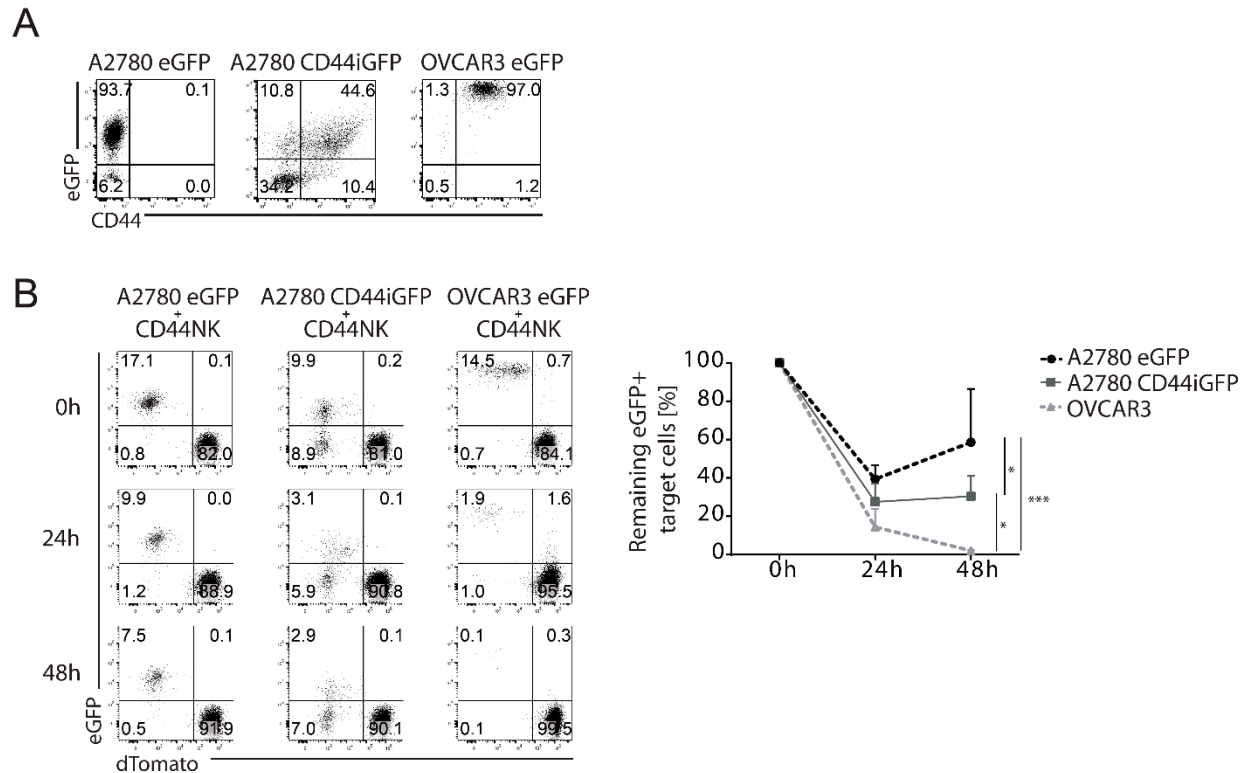 A
A2780 eGFP A2780 CD44iGFP OVCAR3 eGFP
93.7 0.1 10.8 44.6 1.3 97.0
6.2 0.0 34.2 10.4 0.5 1.2
eGFP
CD44
B
A2780 eGFP A2780 CD44iGFP OVCAR3 eGFP
+ + +
CD44NK CD44NK CD44NK
17.1 0.1 9.9 0.2 14.5 0.7
0h
0.8 82.0 8.9 81.0 0.7 84.1
9.9 0.0 3.1 0.1 1.9 1.6
24h
1.2 88.9 5.9 90.8 1.0 95.5
7.5 0.1 2.9 0.1 0.1 0.3
48h
0.5 91.9 7.0 90.1 0.1 99.5
eGFP
dTomato
Remaining eGFP+
target cells [%]
100
80
60
40
20
0
0h 24h 48h
A2780 eGFP
A2780 CD44iGFP
OVCAR3
*
*
***